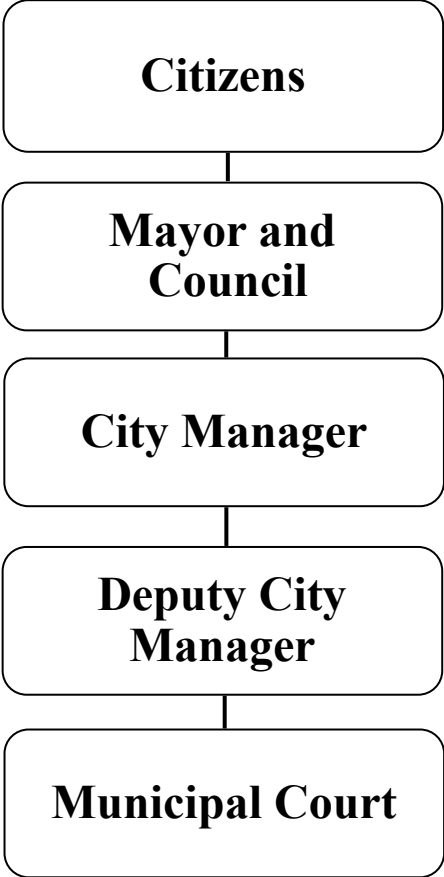 Citizens
Mayor and
Council
City Manager
Deputy City
Manager
Municipal Court